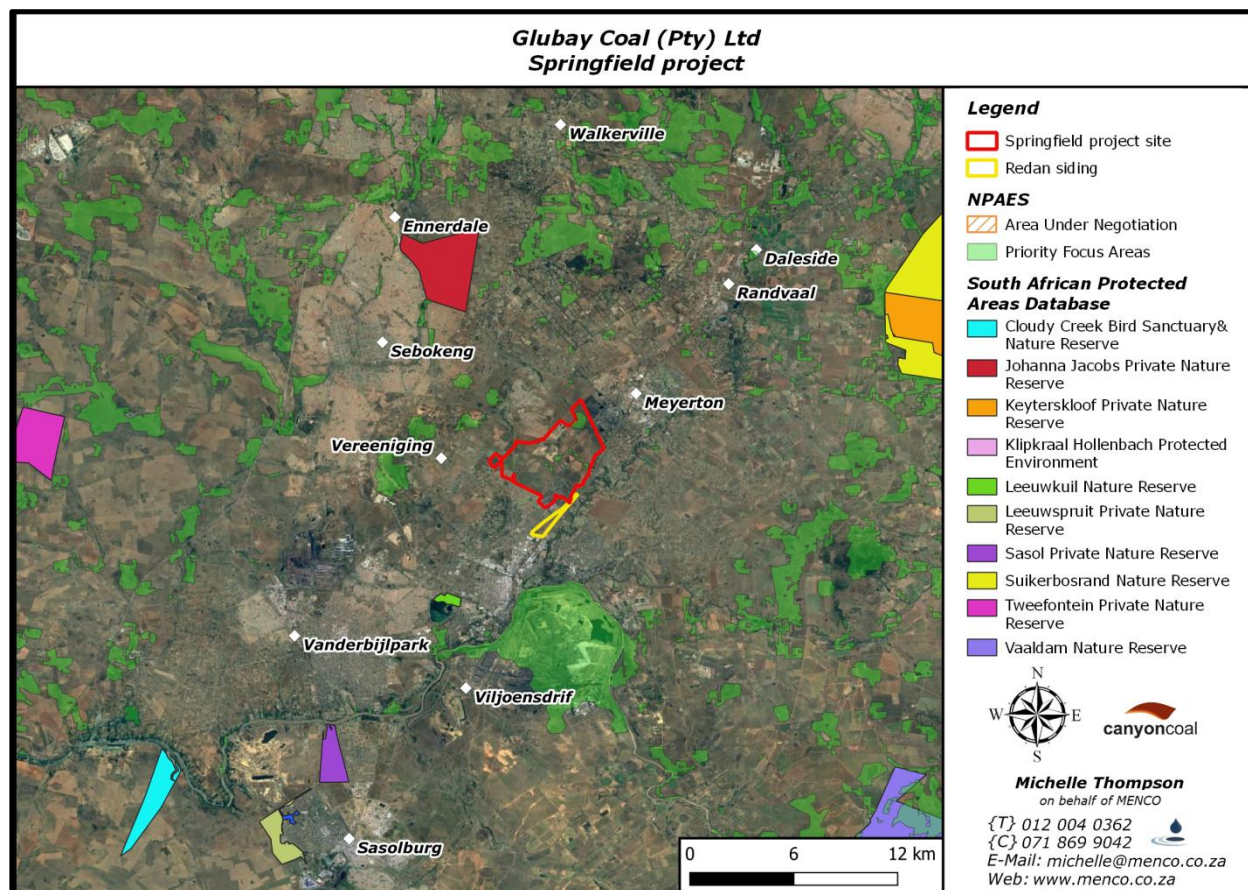 Glubay Coal (Pty) Ltd
Springfield project
Walkerville
Ennerdale
Daleside
Randvaal
Sebokeng
Meyerton
Vereeniging
Vanderbijlpark
Viljoensdrif
Sasolburg
0 6 12 km
Legend
Springfield project site
Redan siding
NPAES
Area Under Negotiation
Priority Focus Areas
South African Protected
Areas Database
Cloudy Creek Bird Sanctuary&
Nature Reserve
Johanna Jacobs Private Nature
Reserve
Keyterskloof Private Nature
Reserve
Klipkraal Hollenbach Protected
Environment
Leeuwkuil Nature Reserve
Leeuwspruit Private Nature
Reserve
Sasol Private Nature Reserve
Suikerbosrand Nature Reserve
Tweefontein Private Nature
Reserve
Vaaldam Nature Reserve
N
W E
S
canyoncoal
Michelle Thompson
on behalf of MENCO
{T} 012 004 0362
{C} 071 869 9042
E-Mail: michelle@menco.co.za
Web: www.menco.co.za